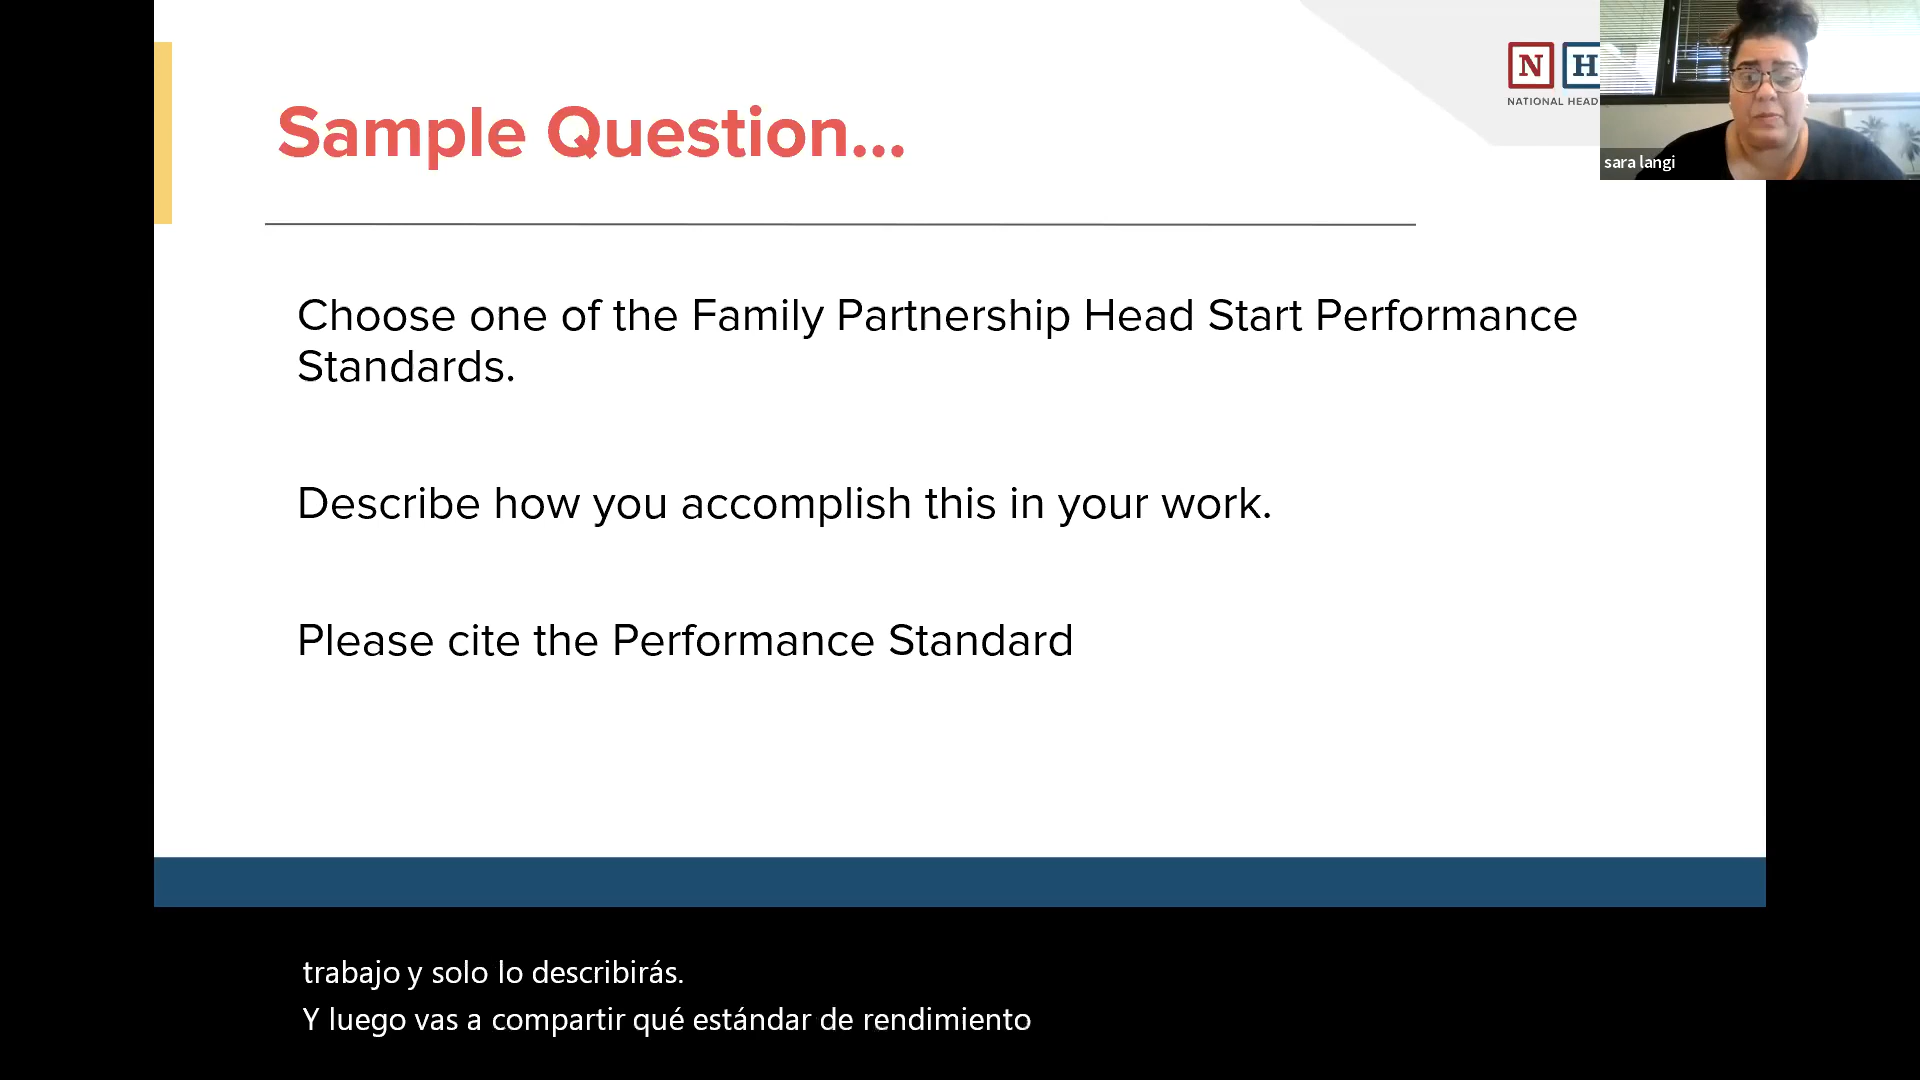 Sample Question...
N H
NATIONAL HEAD
sara langi
Choose one of the Family Partnership Head Start Performance
Standards.
Describe how you accomplish this in your work.
Please cite the Performance Standard
trabajo y solo lo describirás.
Y luego vas a compartir qué estándar de rendimiento